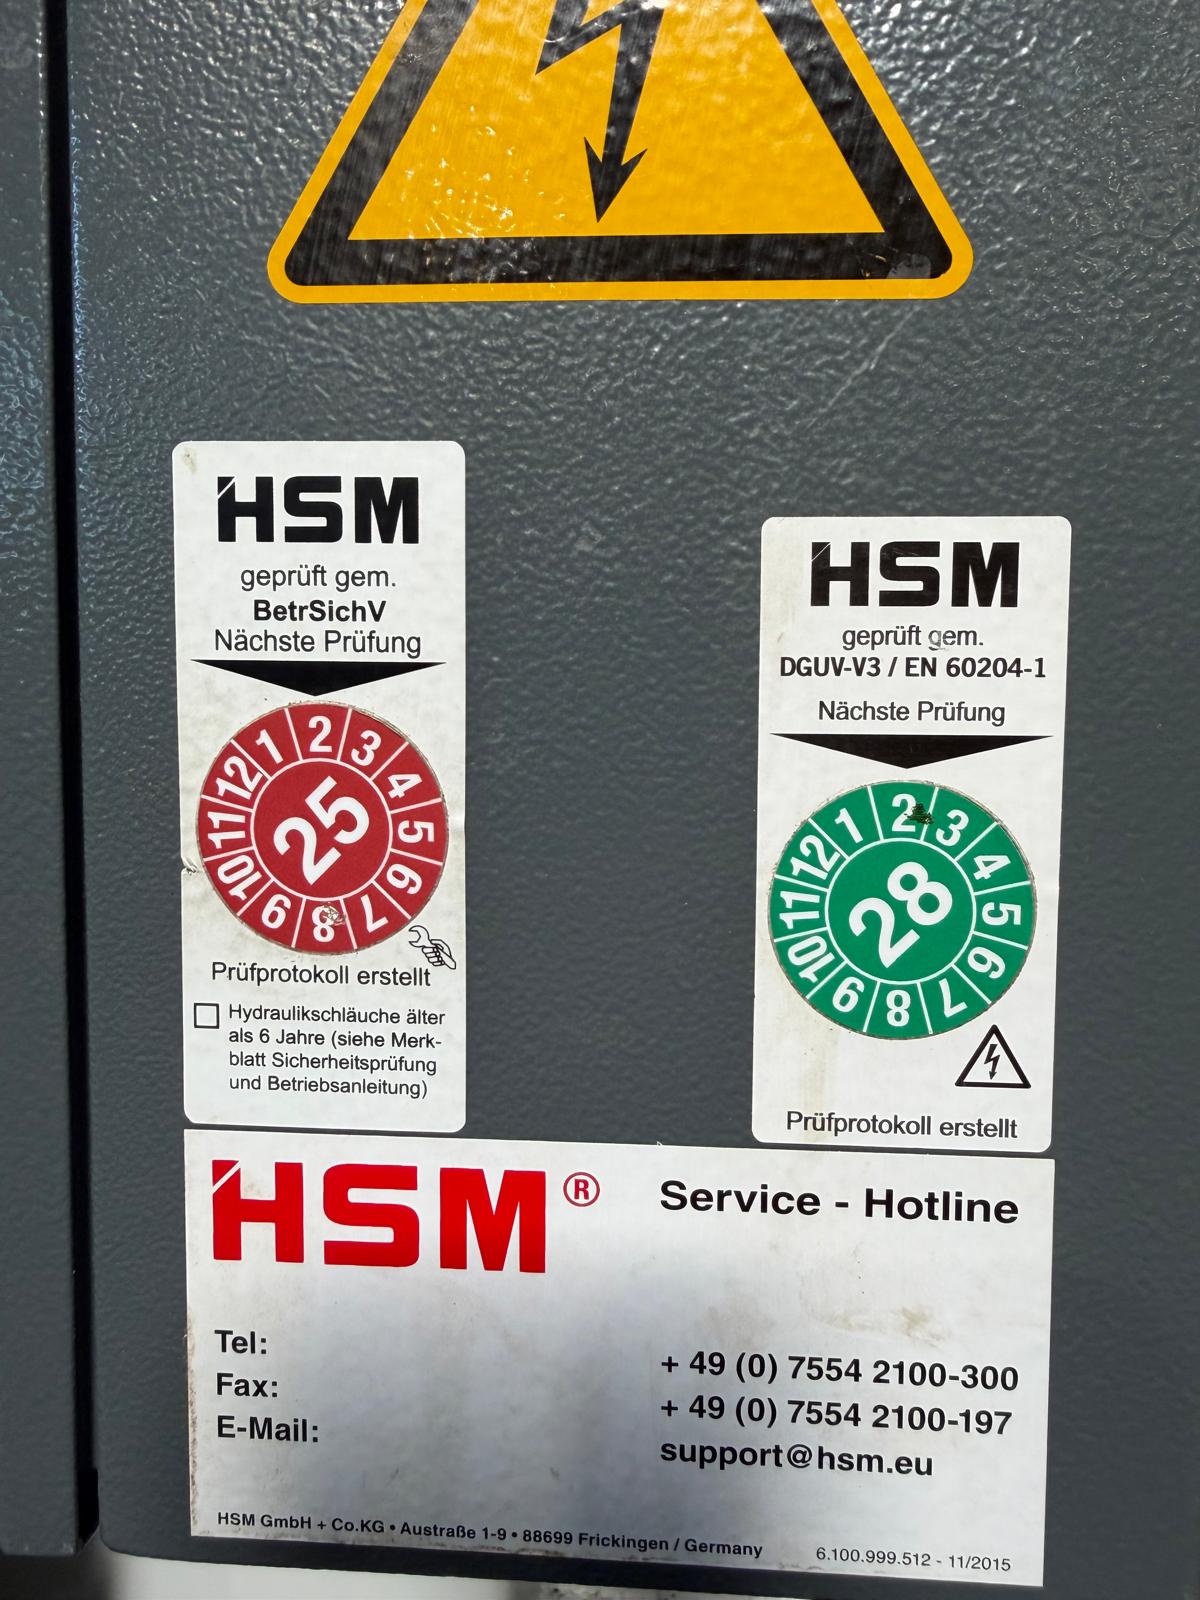 HSM
geprüft gem.
BetrSichV
Nächste Prüfung
1 2 3 4 5 6 7 8 9 10 11 12
25
Prüfprotokoll erstellt
Hydraulikschläuche älter
als 6 Jahre (siehe Merk-
blatt Sicherheitsprüfung
und Betriebsanleitung)
HSM
geprüft gem.
DGUV-V3 / EN 60204-1
Nächste Prüfung
1 2 3 4 5 6 7 8 9 10 11 12
28
Prüfprotokoll erstellt
HSM® Service - Hotline
Tel: + 49 (0) 7554 2100-300
Fax: + 49 (0) 7554 2100-197
E-Mail: support@hsm.eu
HSM GmbH + Co.KG • Austraße 1-9 • 88699 Frickingen / Germany 6.100.999.512 - 11/2015